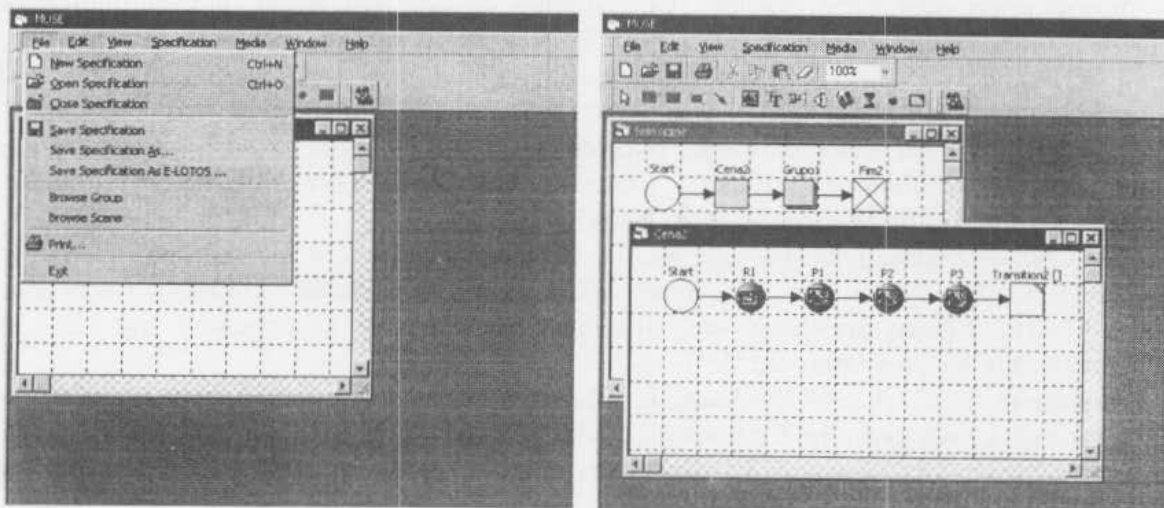 MUSE
File Edit View Specification Media Window Help
New Specification Ctrl+N
Open Specification Ctrl+O
Close Specification
Save Specification
Save Specification As...
Save Specification As E-LOTOS ...
Browse Group
Browse Scene
Print...
Exit
MUSE
File Edit View Specification Media Window Help
100%
Start Cena2 Grupo1 Fim2
Cena2
Start R1 P1 P2 P3 Transition2 []